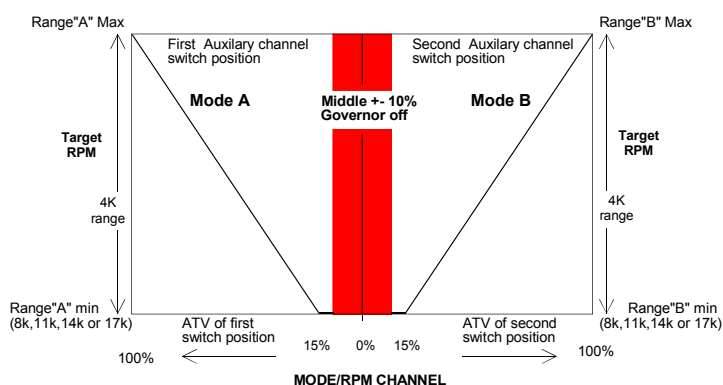 Range"A" Max
Range"B" Max
First Auxilary channel
switch position
Second Auxilary channel
switch position
Mode A
Middle +- 10%
Governor off
Mode B
Target
RPM
Target
RPM
4K
range
4K
range
Range"A" min
(8k,11k,14k or 17k)
Range"B" min
(8k,11k,14k or 17k)
ATV of first
switch position
ATV of second
switch position
100%
15%
0%
15%
100%
MODE/RPM CHANNEL